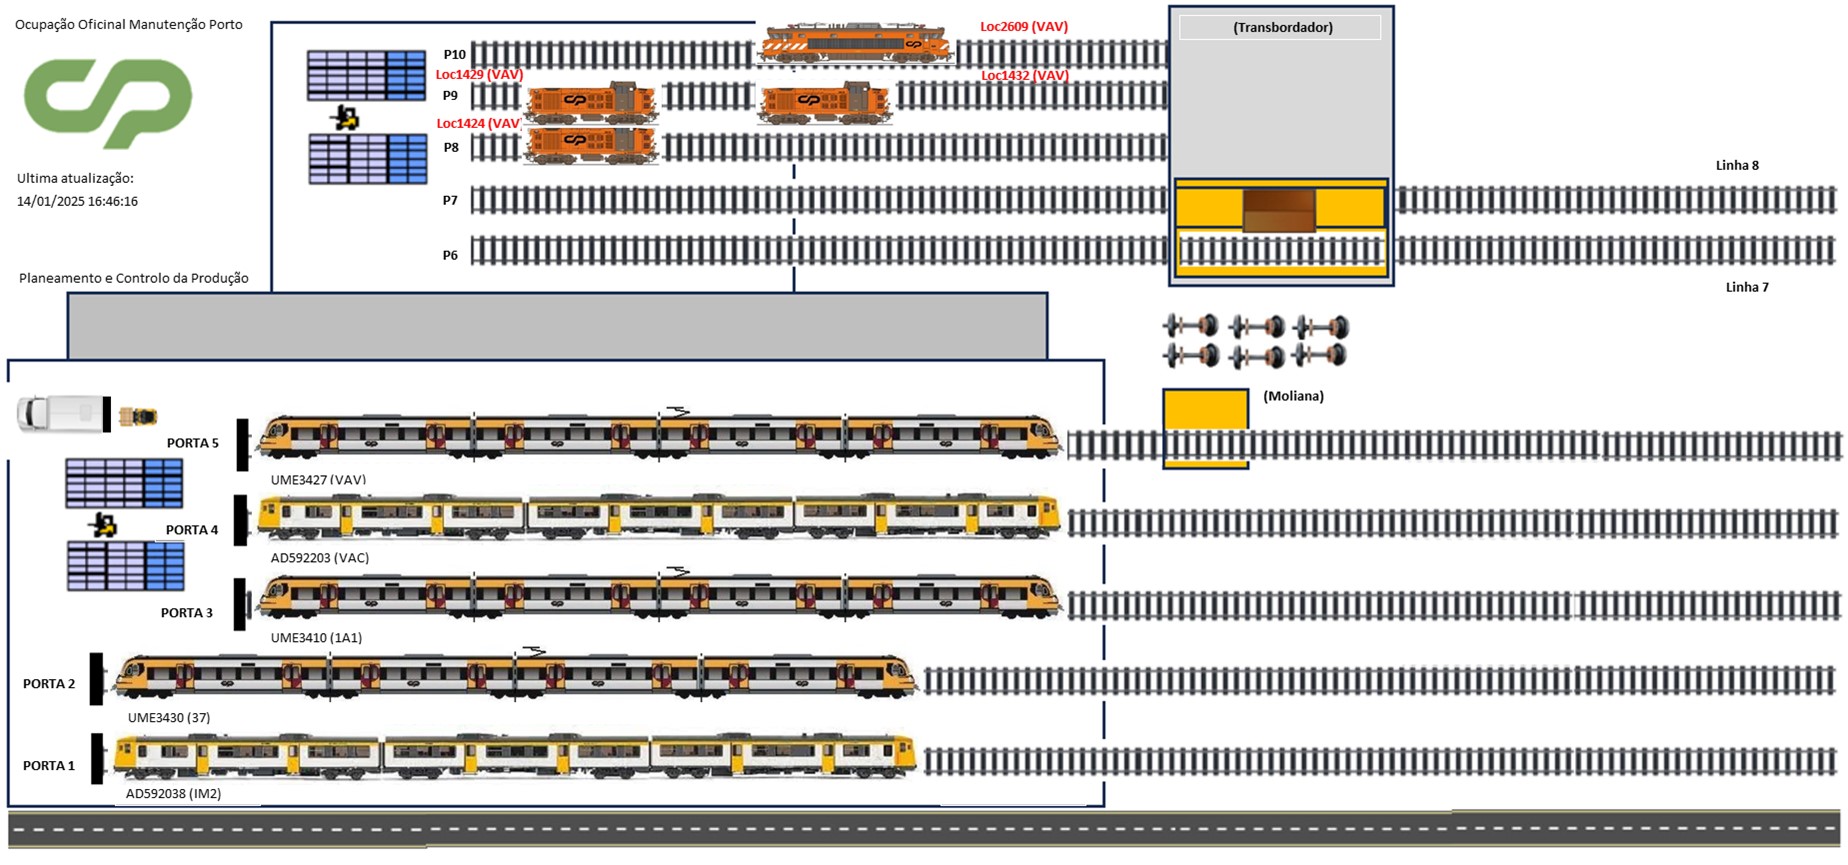 Ocupação Oficinal Manutenção Porto
Loc2609 (VAV)
(Transbordador)
P10
Loc1429 (VAV)
Loc1432 (VAV)
P9
Loc1424 (VAV)
P8
Linha 8
Ultima atualização:
14/01/2025 16:46:16
P7
P6
Planeamento e Controlo da Produção
Linha 7
(Moliana)
PORTA 5
UME3427 (VAV)
PORTA 4
AD592203 (VAC)
PORTA 3
UME3410 (1A1)
PORTA 2
UME3430 (37)
PORTA 1
AD592038 (IM2)